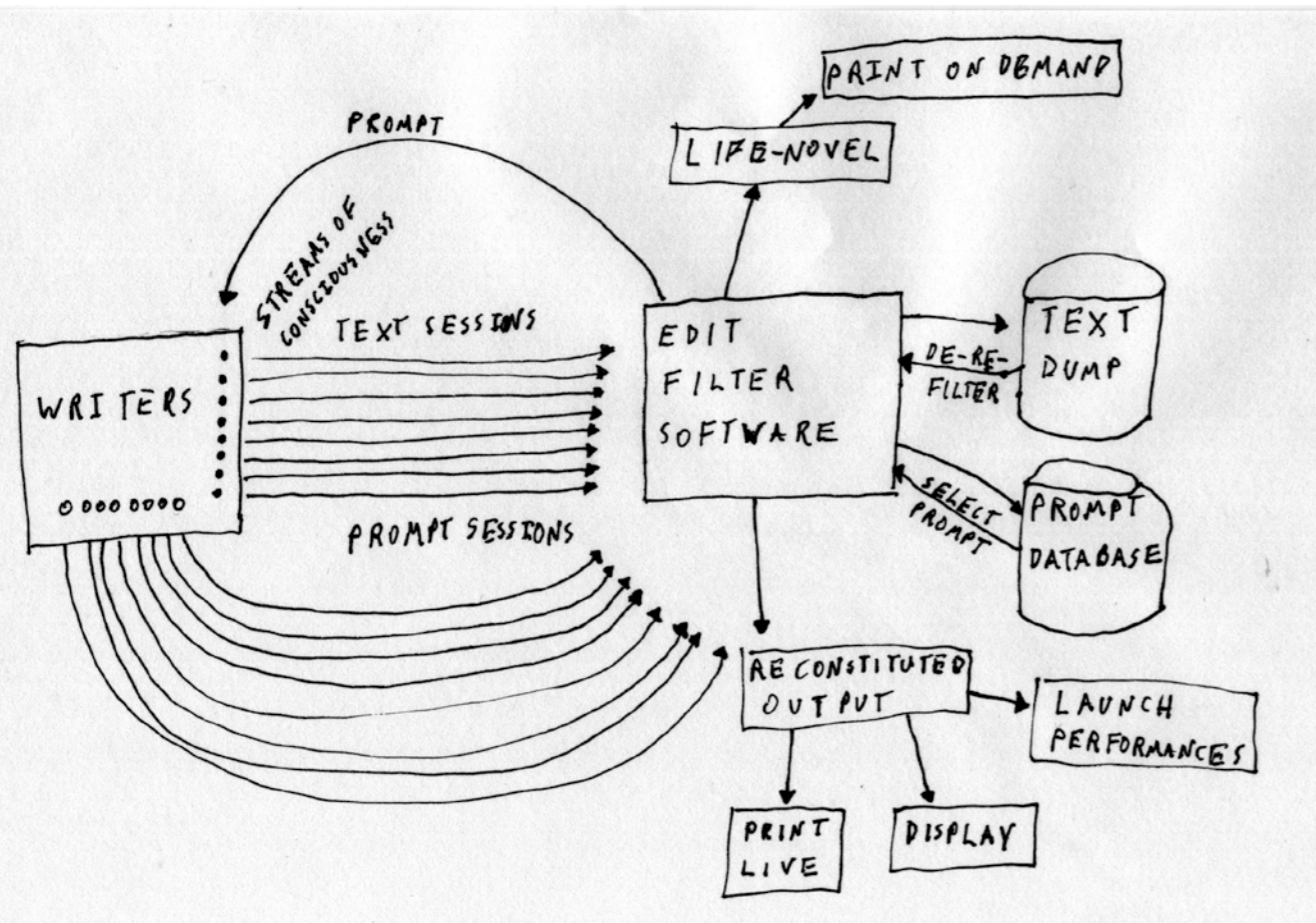 PRINT ON DEMAND
LIFE-NOVEL
PROMPT
STREAMS OF
CONSCIOUSNESS
TEXT SESSIONS
WRITERS
EDIT
FILTER
SOFTWARE
TEXT
DUMP
DE-RE-
FILTER
PROMPT SESSIONS
SELECT
PROMPT
PROMPT
DATABASE
RECONSTITUTED
OUTPUT
LAUNCH
PERFORMANCES
PRINT
LIVE
DISPLAY